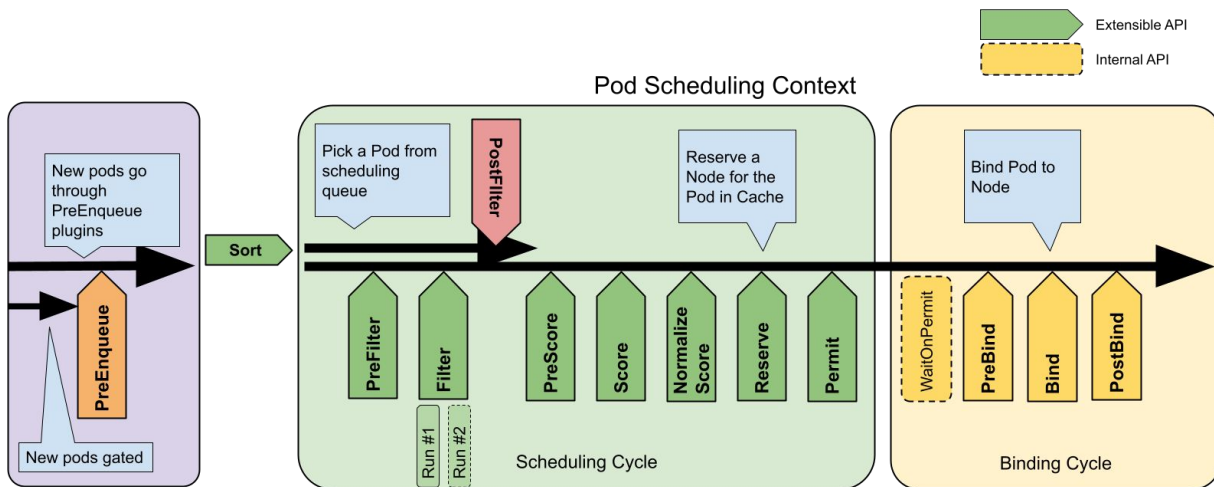 Extensible API
Internal API
Pod Scheduling Context
New pods go
through
PreEnqueue
plugins
PreEnqueue
New pods gated
Sort
Pick a Pod from
scheduling
queue
PostFIlter
Reserve a
Node for the
Pod in Cache
PreFilter
Filter
Run #1
Run #2
PreScore
Score
Normalize
Score
Reserve
Permit
Scheduling Cycle
Bind Pod to
Node
WaitOnPermit
PreBind
Bind
PostBind
Binding Cycle